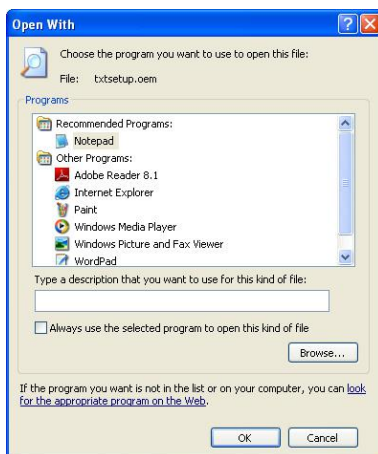 Open With
Choose the program you want to use to open this file:
File: txtsetup.oem
Programs
Recommended Programs:
Notepad
Other Programs:
Adobe Reader 8.1
Internet Explorer
Paint
Windows Media Player
Windows Picture and Fax Viewer
WordPad
Type a description that you want to use for this kind of file:
Always use the selected program to open this kind of file
Browse...
If the program you want is not in the list or on your computer, you can look
for the appropriate program on the Web.
OK Cancel